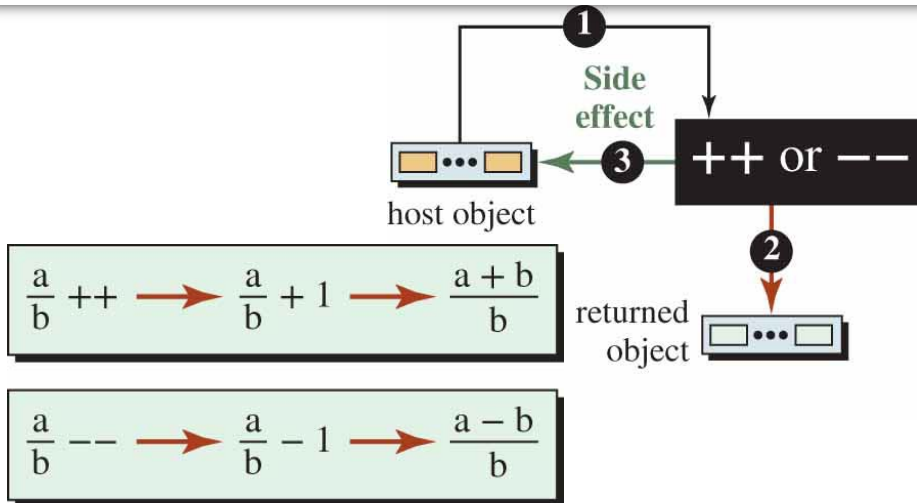 1
Side
effect
3
++ or −−
host object
2
returned
object
a/b ++ → a/b + 1 → a + b/b
a/b −− → a/b − 1 → a − b/b